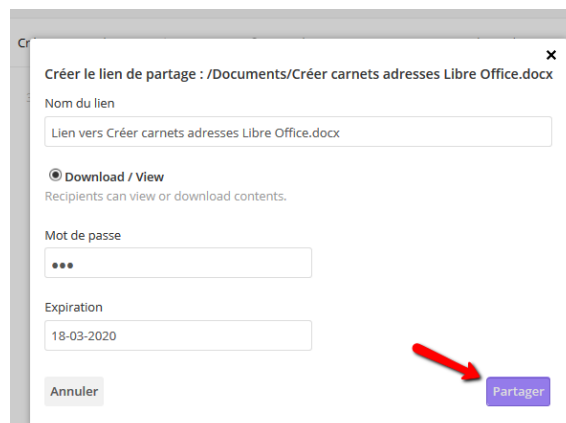 Créer le lien de partage : /Documents/Créer carnets adresses Libre Office.docx
Nom du lien
Lien vers Créer carnets adresses Libre Office.docx
Download / View
Recipients can view or download contents.
Mot de passe
●●●
Expiration
18-03-2020
Annuler
Partager